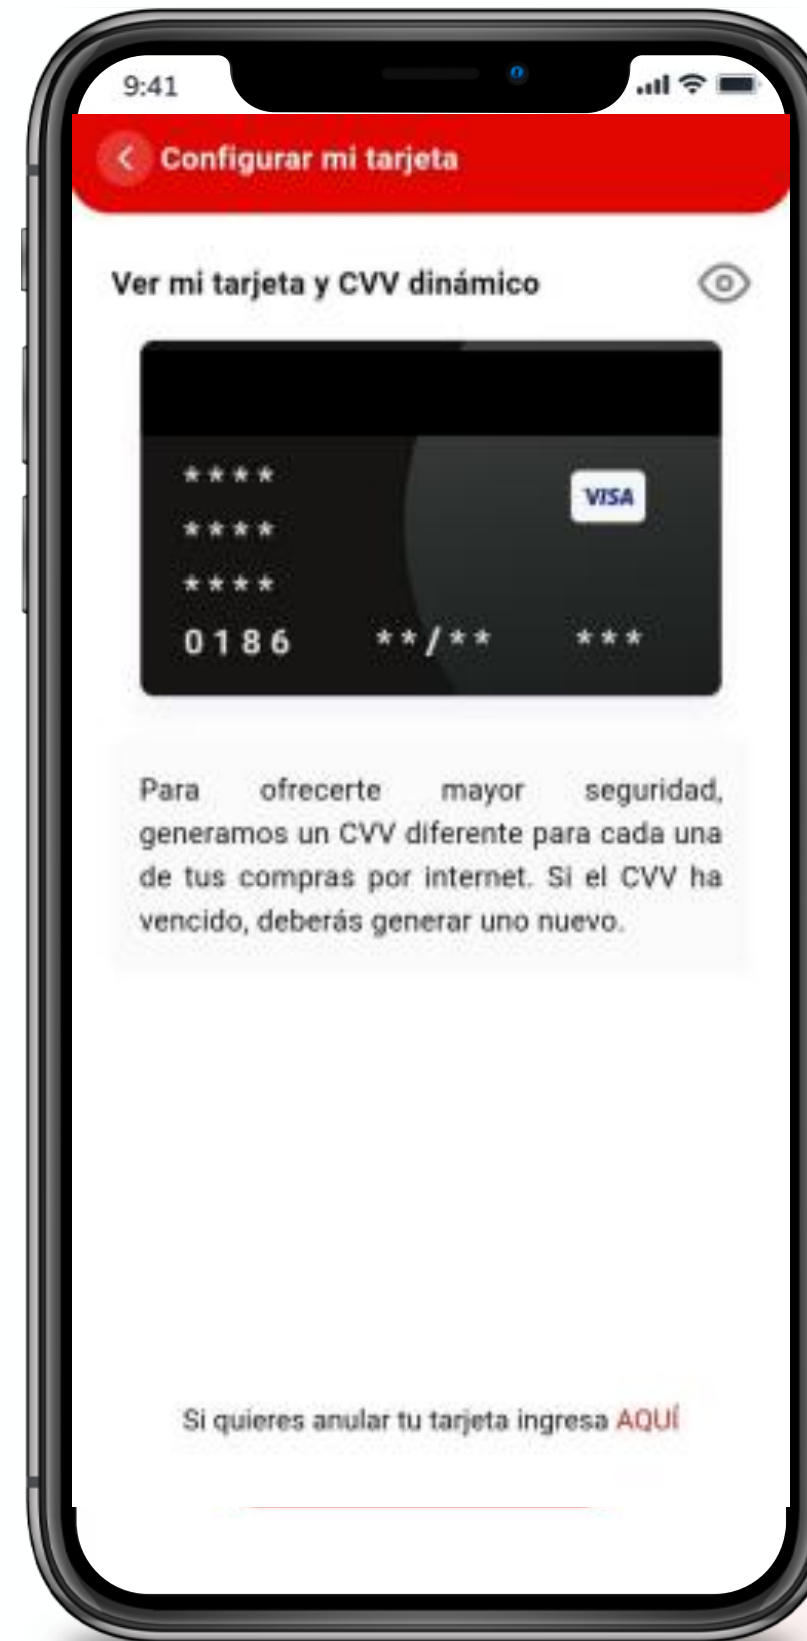 9:41
Configurar mi tarjeta
Ver mi tarjeta y CVV dinámico
****
VISA
****
****
0186 **/** ***
Para ofrecerte mayor seguridad,
generamos un CVV diferente para cada una
de tus compras por internet. Si el CVV ha
vencido, deberás generar uno nuevo.
Si quieres anular tu tarjeta ingresa AQUÍ